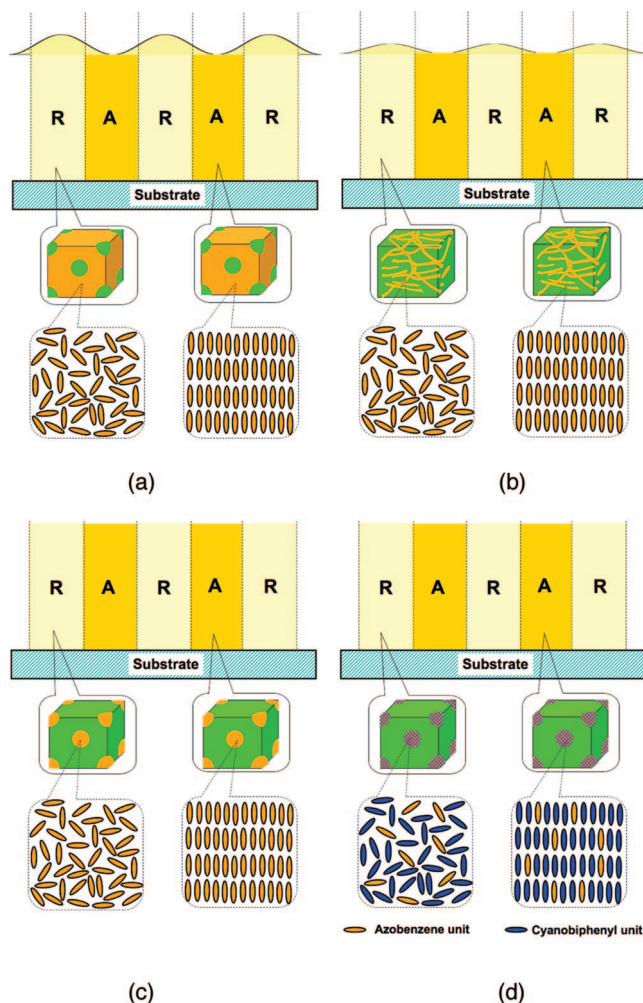 R A R A R
Substrate
(a)
R A R A R
Substrate
(b)
R A R A R
Substrate
(c)
R A R A R
Substrate
Azobenzene unit
Cyanobiphenyl unit
(d)